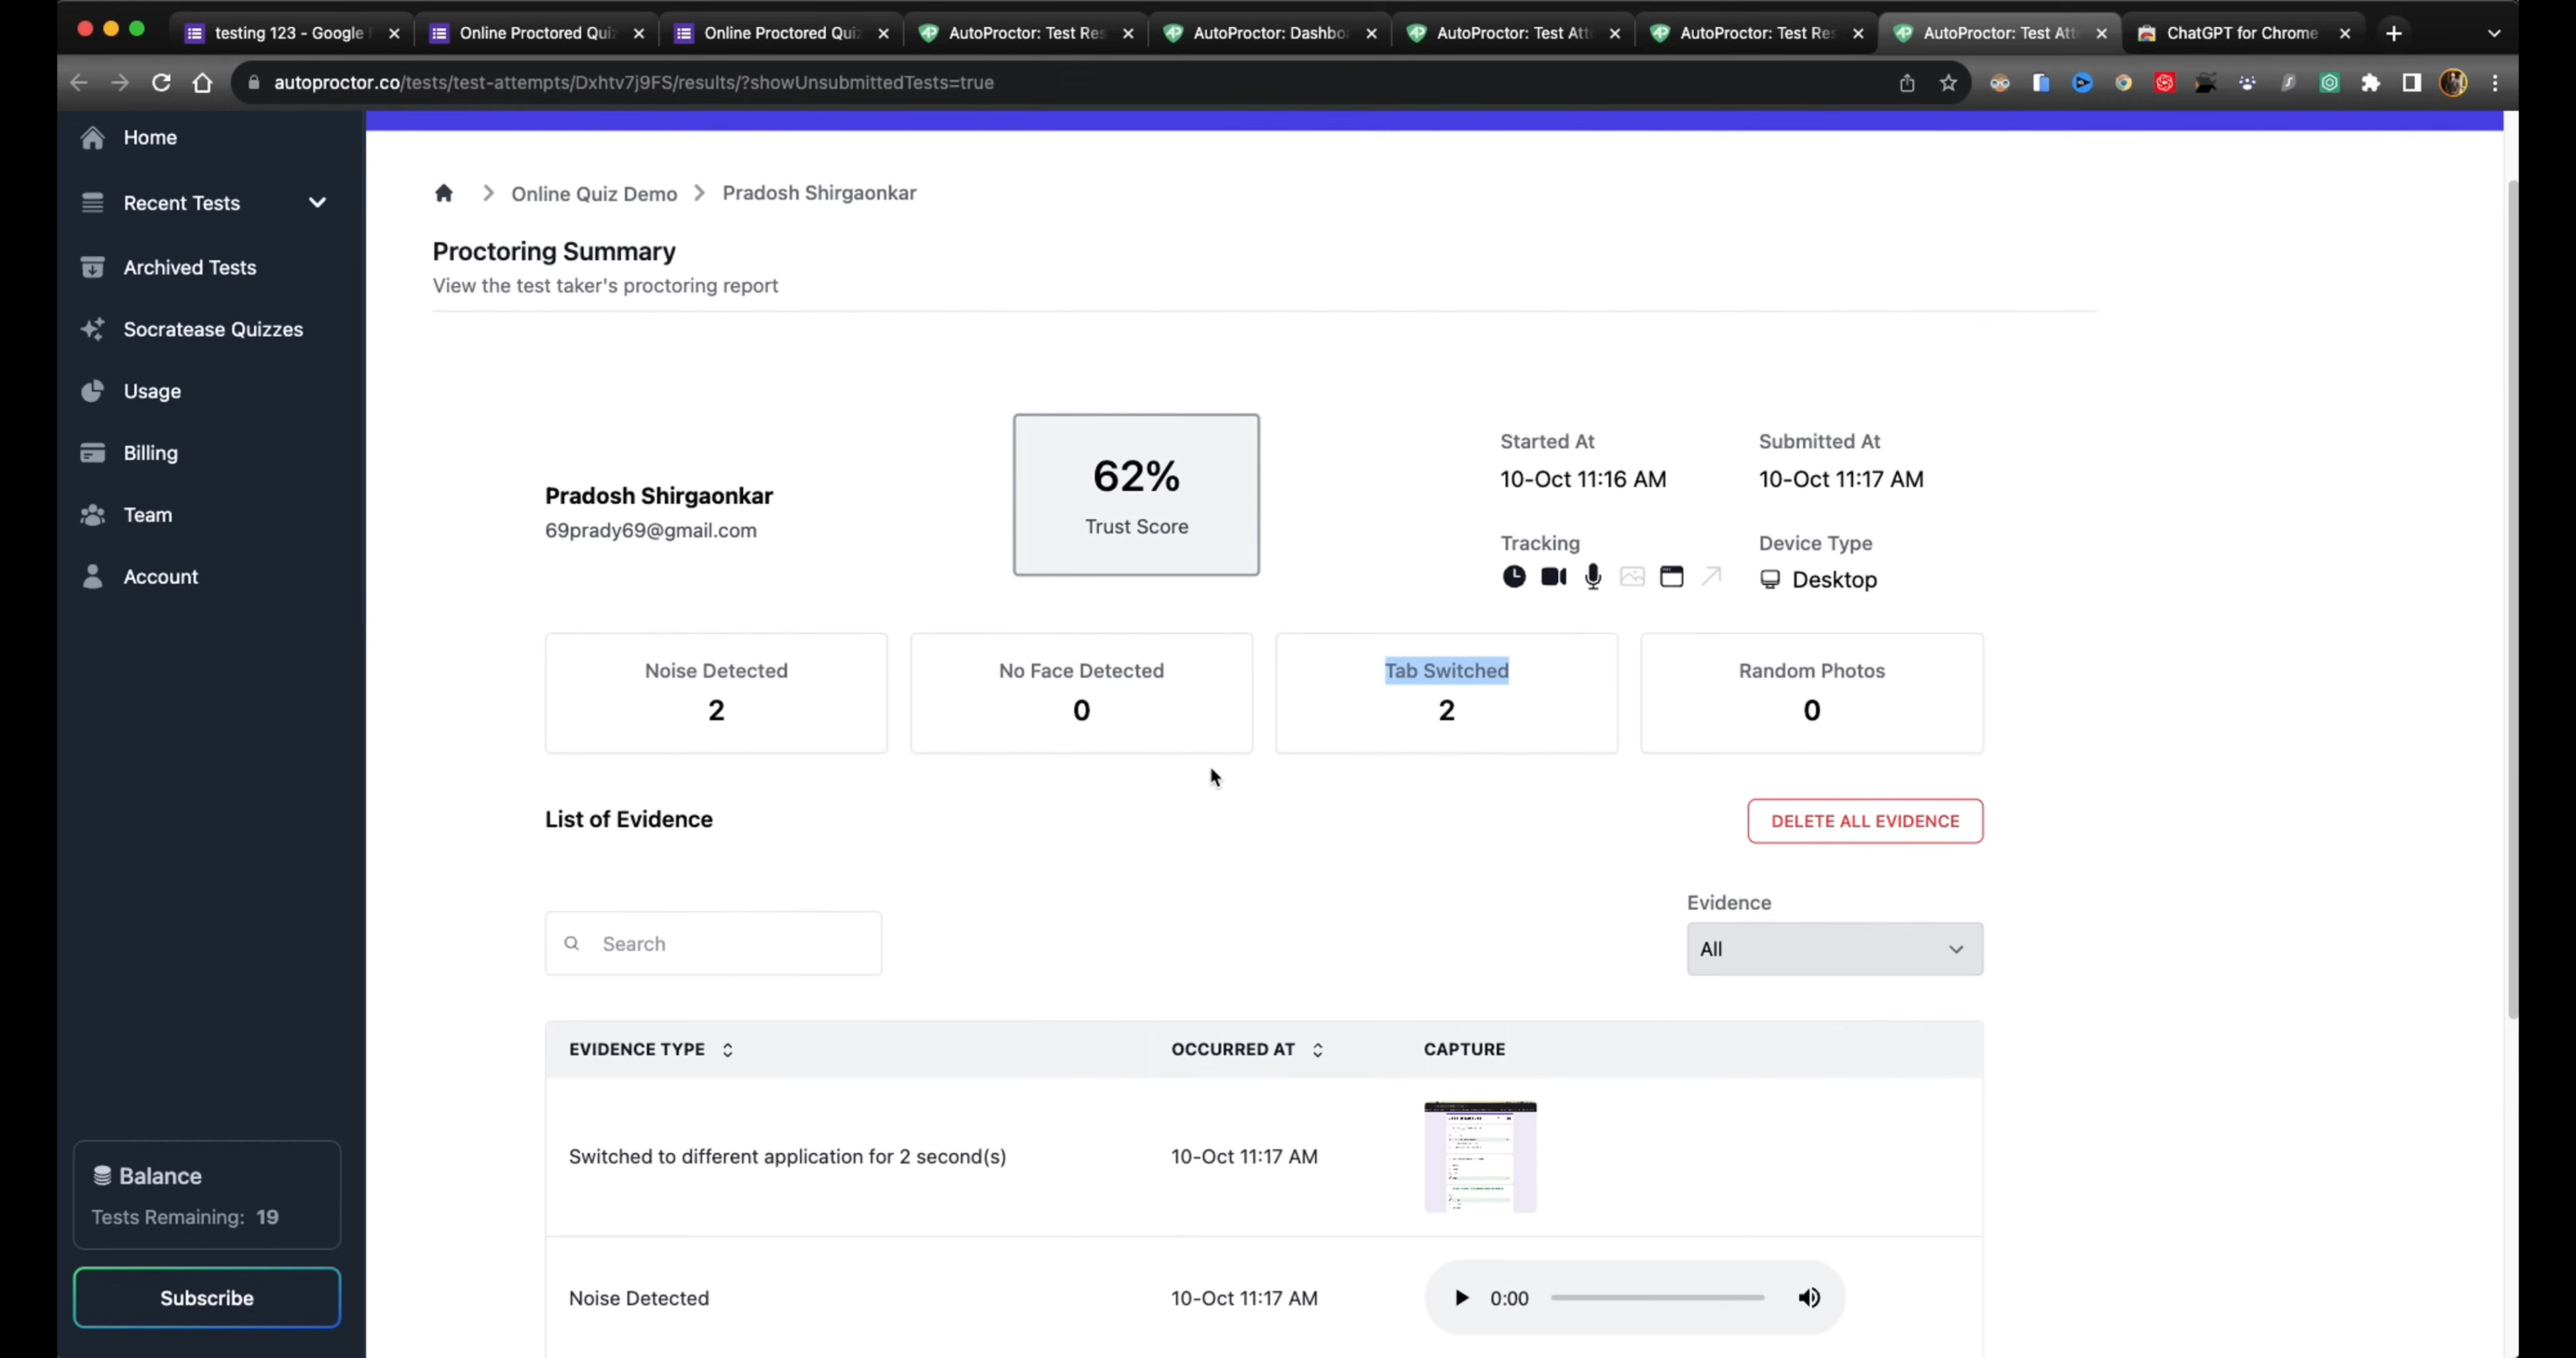 testing 123 - Google
Online Proctored Qui
Online Proctored Qui
AutoProctor: Test Res
AutoProctor: Dashbo
AutoProctor: Test Att
AutoProctor: Test Res
AutoProctor: Test Att
ChatGPT for Chrome
autoproctor.co/tests/test-attempts/Dxhtv7j9FS/results/?showUnsubmittedTests=true
Home
Recent Tests
Archived Tests
Socratease Quizzes
Usage
Billing
Team
Account
Balance
Tests Remaining: 19
Subscribe
Online Quiz Demo
Pradosh Shirgaonkar
Proctoring Summary
View the test taker's proctoring report
Pradosh Shirgaonkar
69prady69@gmail.com
62%
Trust Score
Started At
10-Oct 11:16 AM
Submitted At
10-Oct 11:17 AM
Tracking
Device Type
Desktop
Noise Detected
2
No Face Detected
0
Tab Switched
2
Random Photos
0
List of Evidence
DELETE ALL EVIDENCE
Search
Evidence
All
EVIDENCE TYPE
OCCURRED AT
CAPTURE
Switched to different application for 2 second(s)
10-Oct 11:17 AM
Noise Detected
10-Oct 11:17 AM
0:00